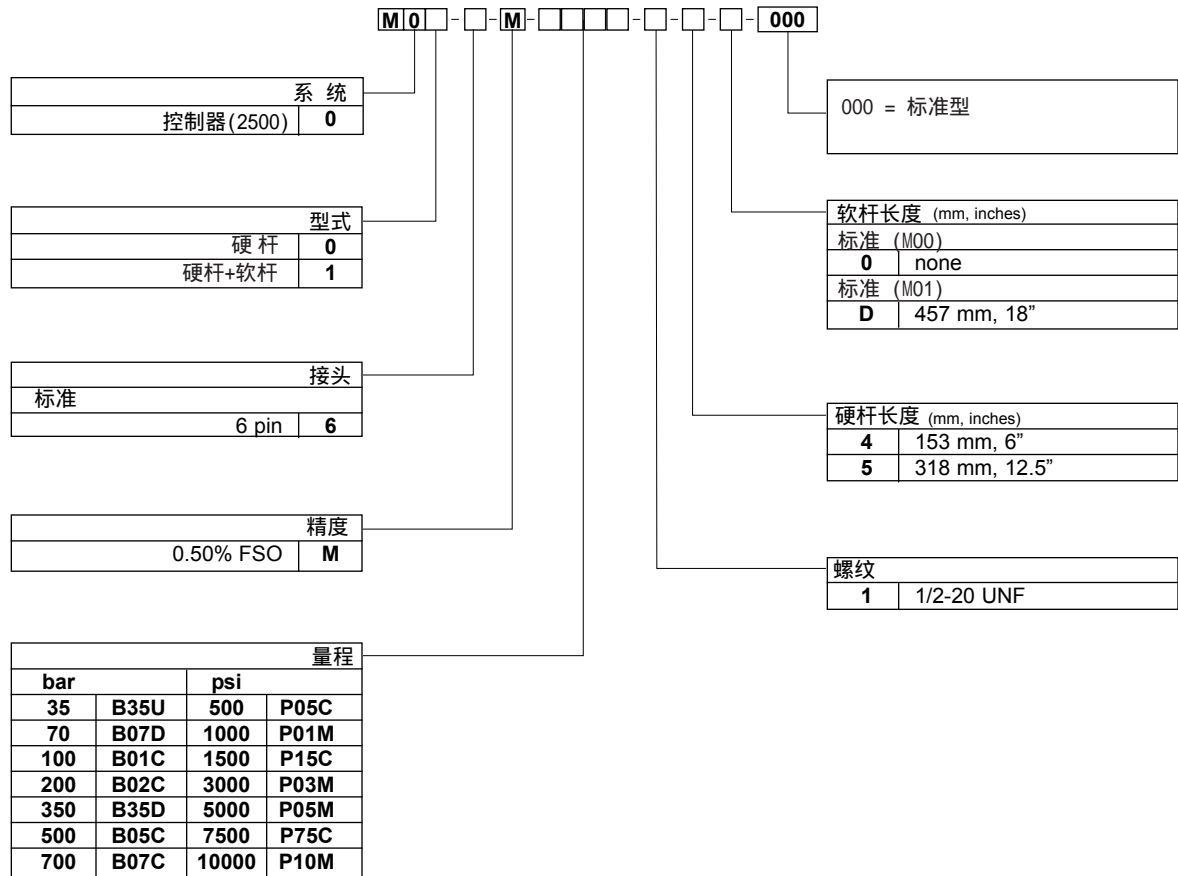 M 0 - - M - - - - - 000
系 统
控制器(2500) 0
型式
硬 杆 0
硬杆+软杆 1
接头
标准
6 pin 6
精度
0.50% FSO M
量程
bar psi
35 B35U 500 P05C
70 B07D 1000 P01M
100 B01C 1500 P15C
200 B02C 3000 P03M
350 B35D 5000 P05M
500 B05C 7500 P75C
700 B07C 10000 P10M
000 = 标准型
软杆长度 (mm, inches)
标准 (M00)
0 none
标准 (M01)
D 457 mm, 18”
硬杆长度 (mm, inches)
4 153 mm, 6”
5 318 mm, 12.5”
螺纹
1 1/2-20 UNF